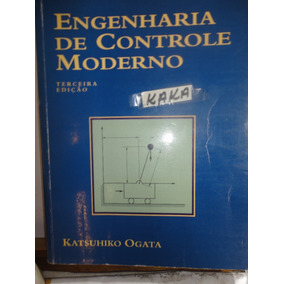 ENGENHARIA
DE CONTROLE
MODERNO
TERCEIRA
EDIÇÃO
KAKA
KATSUHIKO OGATA